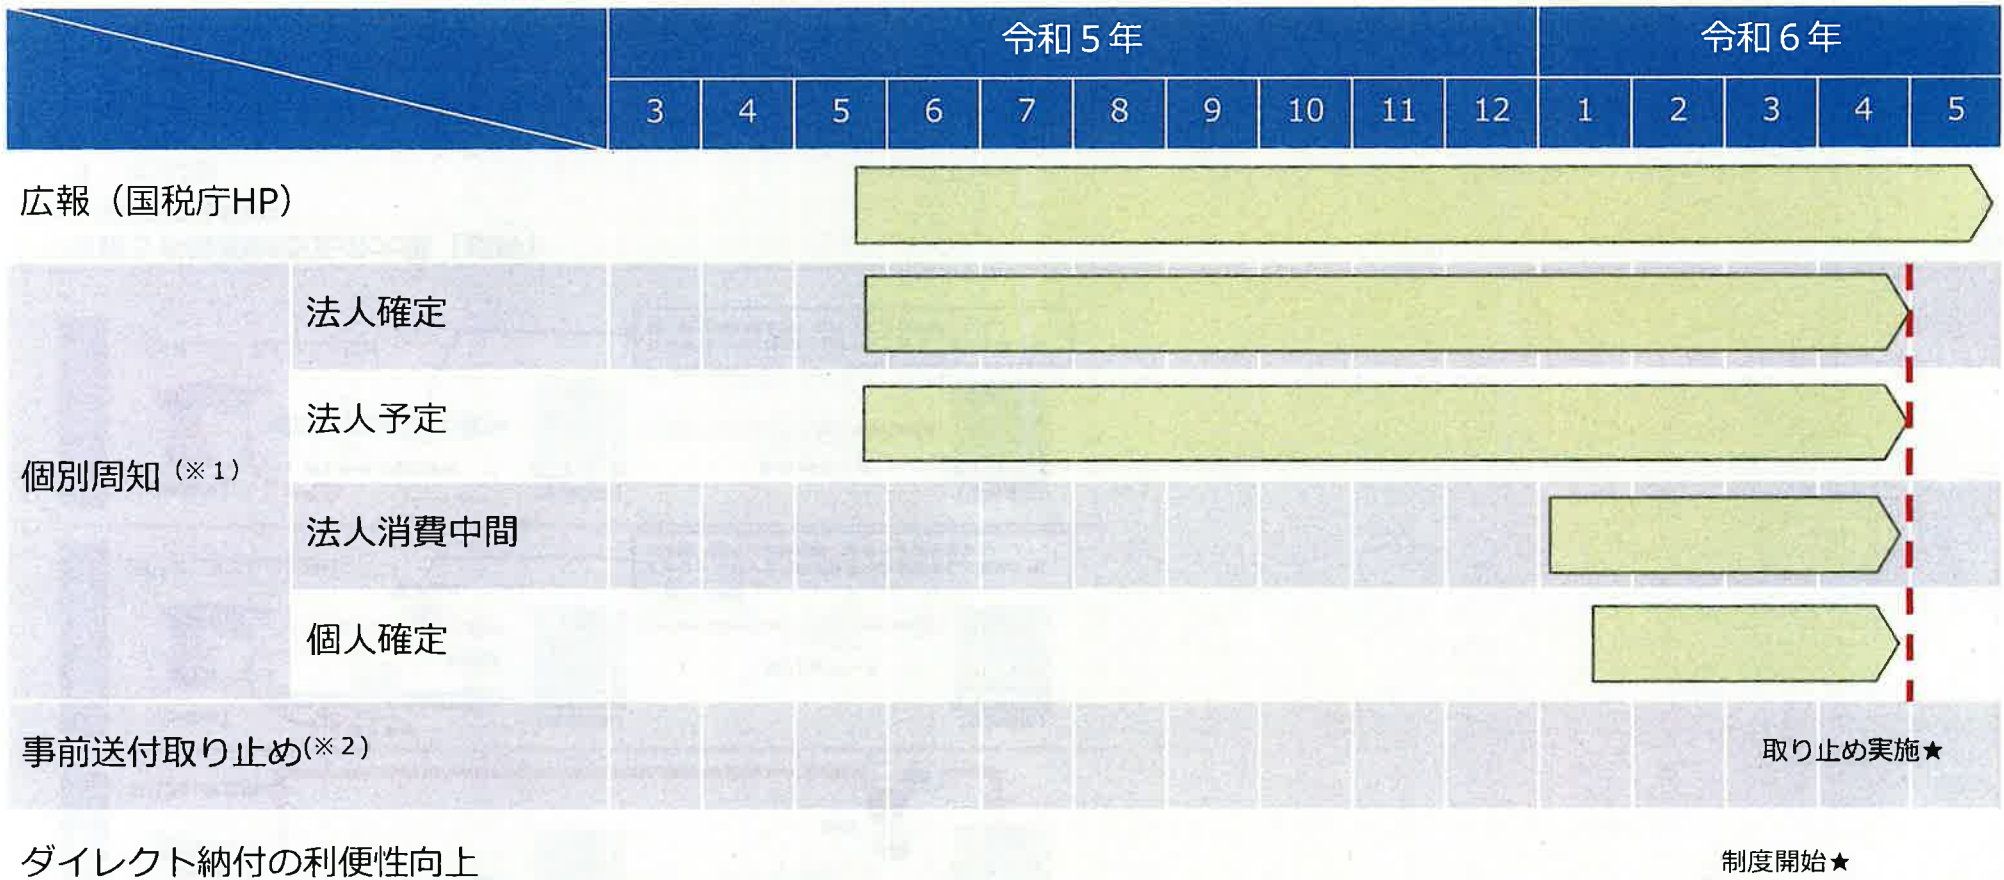 令和５年 令和６年
3 4 5 6 7 8 9 10 11 12 1 2 3 4 5
広報（国税庁HP）
法人確定
法人予定
個別周知（※１）
法人消費中間
個人確定
事前送付取り止め(※２) 取り止め実施★
ダイレクト納付の利便性向上 制度開始★